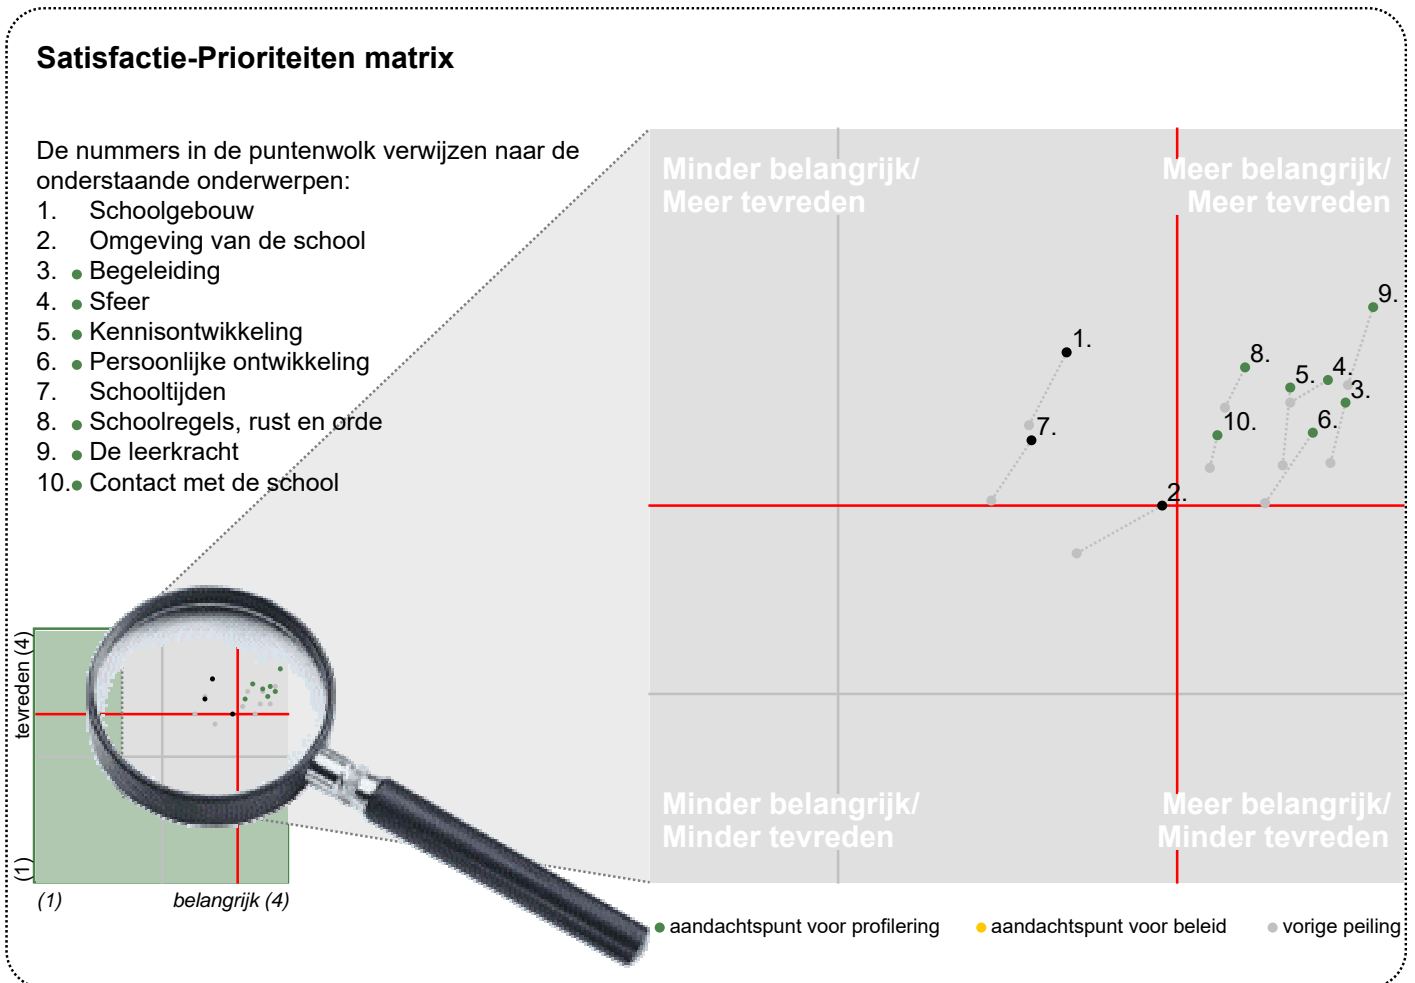 Satisfactie-Prioriteiten matrix
De nummers in de puntenwolk verwijzen naar de
onderstaande onderwerpen:
1. Schoolgebouw
2. Omgeving van de school
3. Begeleiding
4. Sfeer
5. Kennisontwikkeling
6. Persoonlijke ontwikkeling
7. Schooltijden
8. Schoolregels, rust en orde
9. De leerkracht
10. Contact met de school
Minder belangrijk/
Meer tevreden
Meer belangrijk/
Meer tevreden
9.
1.
8.
5.
4.
3.
7.
10.
6.
2.
Minder belangrijk/
Minder tevreden
Meer belangrijk/
Minder tevreden
tevreden (4)
(1)
(1)
belangrijk (4)
aandachtspunt voor profilering
aandachtspunt voor beleid
vorige peiling